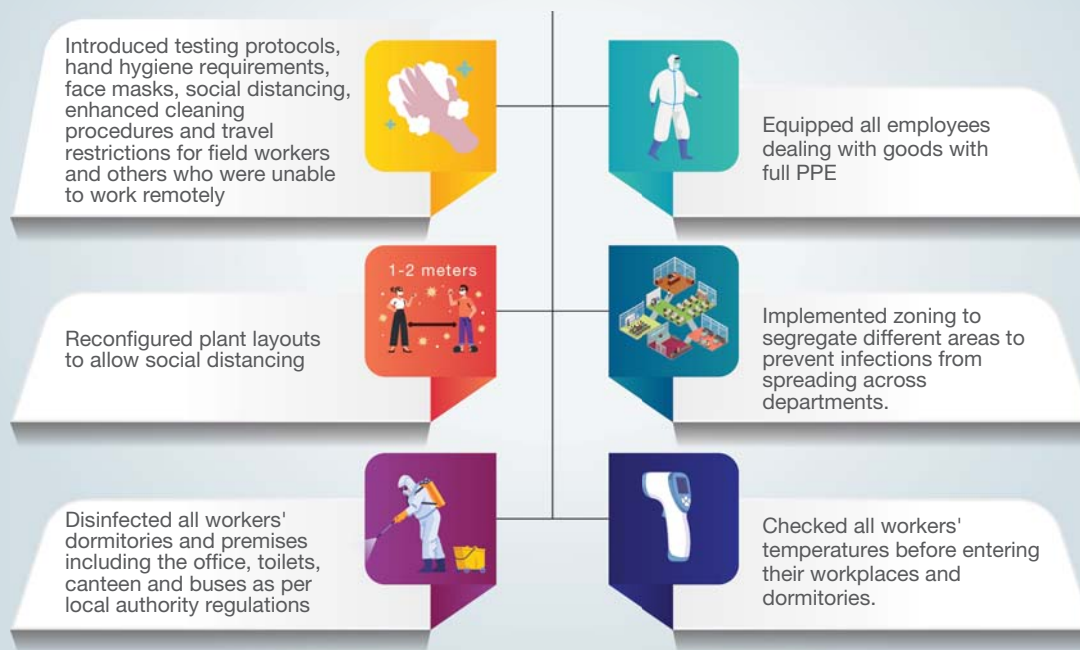 Introduced testing protocols,
hand hygiene requirements,
face masks, social distancing,
enhanced cleaning
procedures and travel
restrictions for field workers
and others who were unable
to work remotely
Equipped all employees
dealing with goods with
full PPE
1-2 meters
Reconfigured plant layouts
to allow social distancing
Implemented zoning to
segregate different areas to
prevent infections from
spreading across
departments.
Disinfected all workers'
dormitories and premises
including the office, toilets,
canteen and buses as per
local authority regulations
Checked all workers'
temperatures before entering
their workplaces and
dormitories.